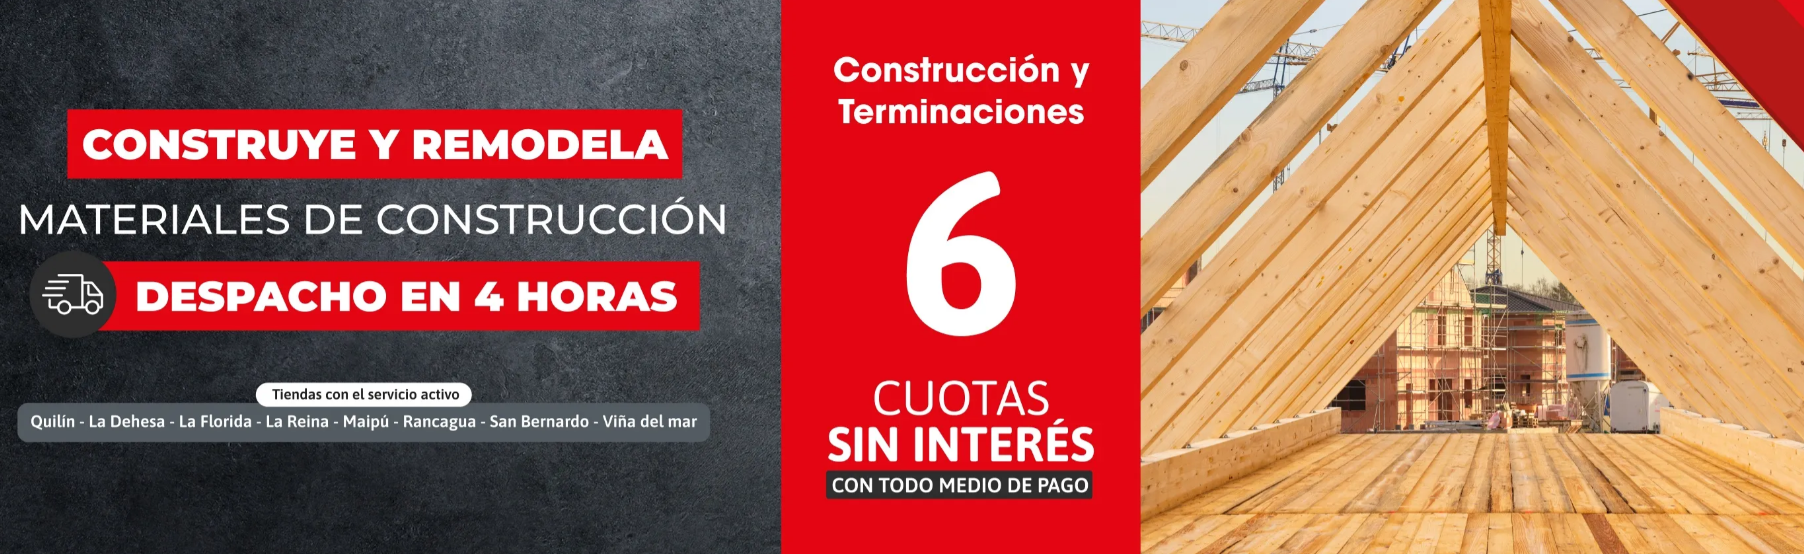 CONSTRUYE Y REMODELA
MATERIALES DE CONSTRUCCIÓN
DESPACHO EN 4 HORAS
Tiendas con el servicio activo
Quilín - La Dehesa - La Florida - La Reina - Maipú - Rancagua - San Bernardo - Viña del mar
Construcción y
Terminaciones
6
CUOTAS
SIN INTERÉS
CON TODO MEDIO DE PAGO